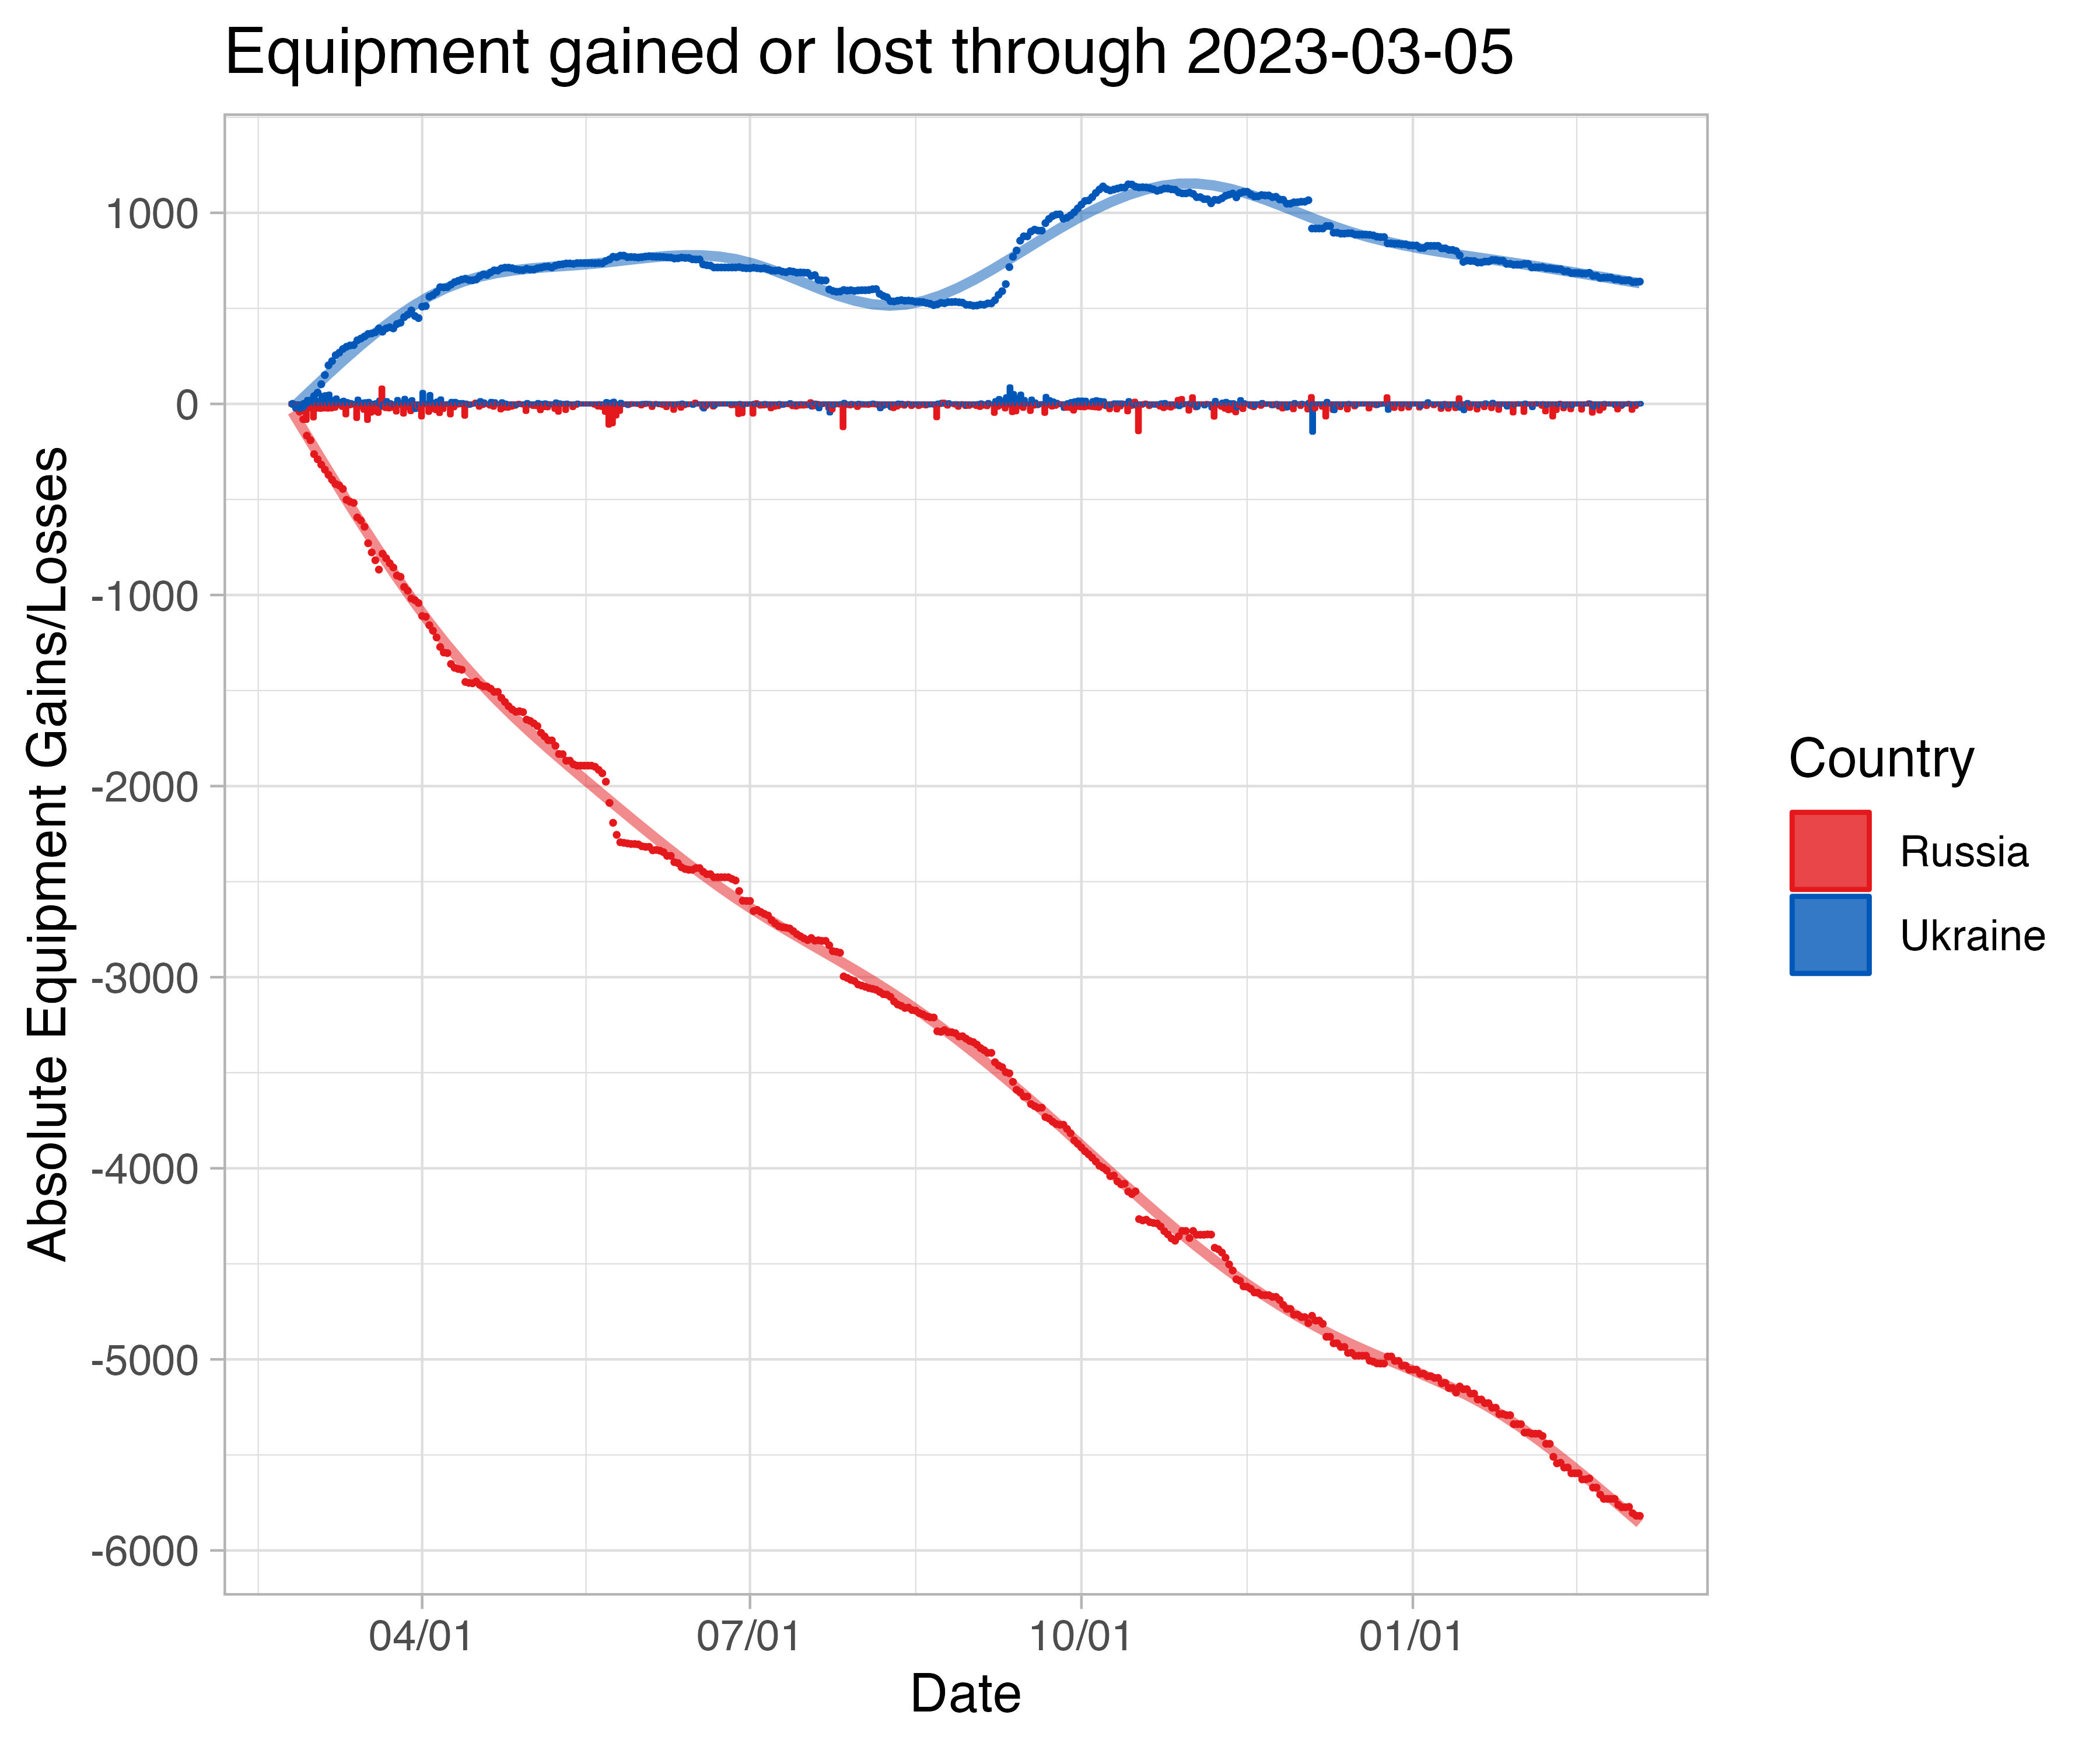 Equipment gained or lost through 2023-03-05
Absolute Equipment Gains/Losses
1000
0
-1000
-2000
-3000
-4000
-5000
-6000
04/01
07/01
10/01
01/01
Date
Country
Russia
Ukraine